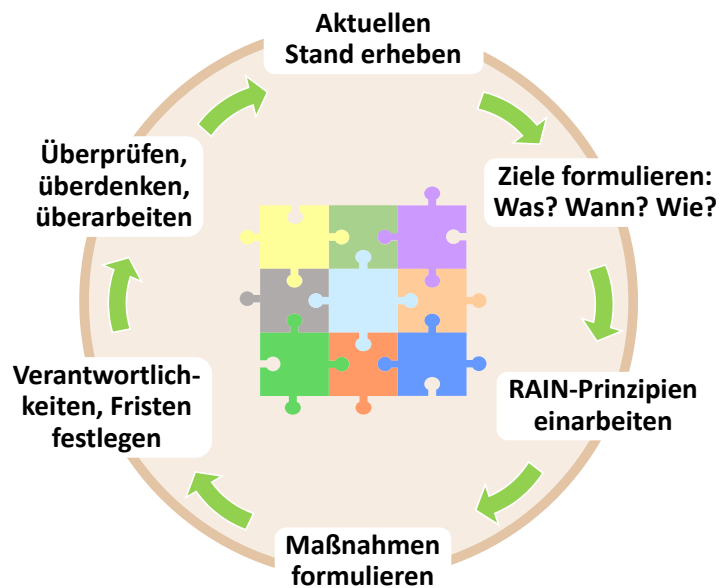 Aktuellen
Stand erheben
Ziele formulieren:
Was? Wann? Wie?
RAIN-Prinzipien
einarbeiten
Maßnahmen
formulieren
Verantwortlich-
keiten, Fristen
festlegen
Überprüfen,
überdenken,
überarbeiten